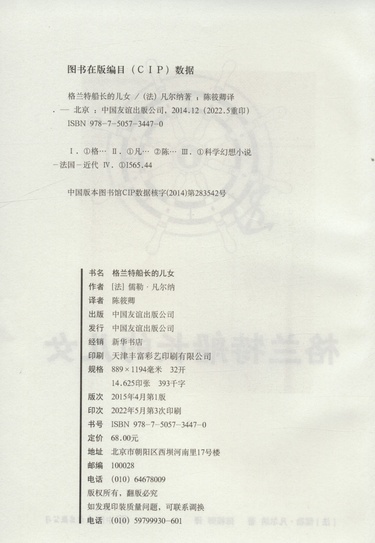 图书在版编目(CIP)数据
格兰特船长的儿女/(法)凡尔纳著;陈筱卿译
.—北京:中国友谊出版公司,2014.12(2022.5重印)
ISBN 978-7-5057-3447-0
Ⅰ.①格… Ⅱ.①凡…②陈… Ⅲ.①科学幻想小说
-法国-近代 Ⅳ.①I565.44
中国版本图书馆CIP数据核字(2014)第283542号
书名 格兰特船长的儿女
作者 [法] 儒勒·凡尔纳
译者 陈筱卿
出版 中国友谊出版公司
发行 中国友谊出版公司
经销 新华书店
印刷 天津丰富彩艺印刷有限公司
规格 889×1194毫米 32开
14.625印张 393千字
版次 2015年4月第1版
印次 2022年5月第3次印刷
书号 ISBN 978-7-5057-3447-0
定价 68.00元
地址 北京市朝阳区西坝河南里17号楼
邮编 100028
电话 (010) 64678009
版权所有,翻版必究
如发现印装质量问题,可联系调换
电话 (010) 59799930-601